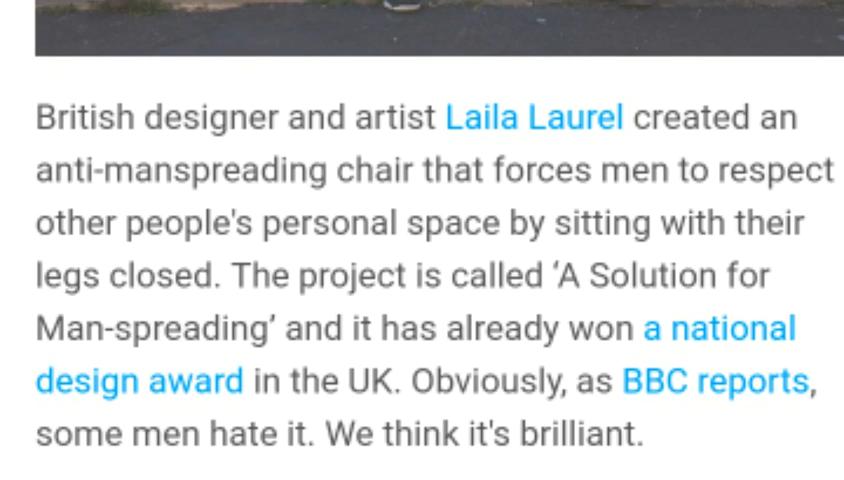 British designer and artist Laila Laurel created an
anti-manspreading chair that forces men to respect
other people's personal space by sitting with their
legs closed. The project is called ‘A Solution for
Man-spreading’ and it has already won a national
design award in the UK. Obviously, as BBC reports,
some men hate it. We think it's brilliant.